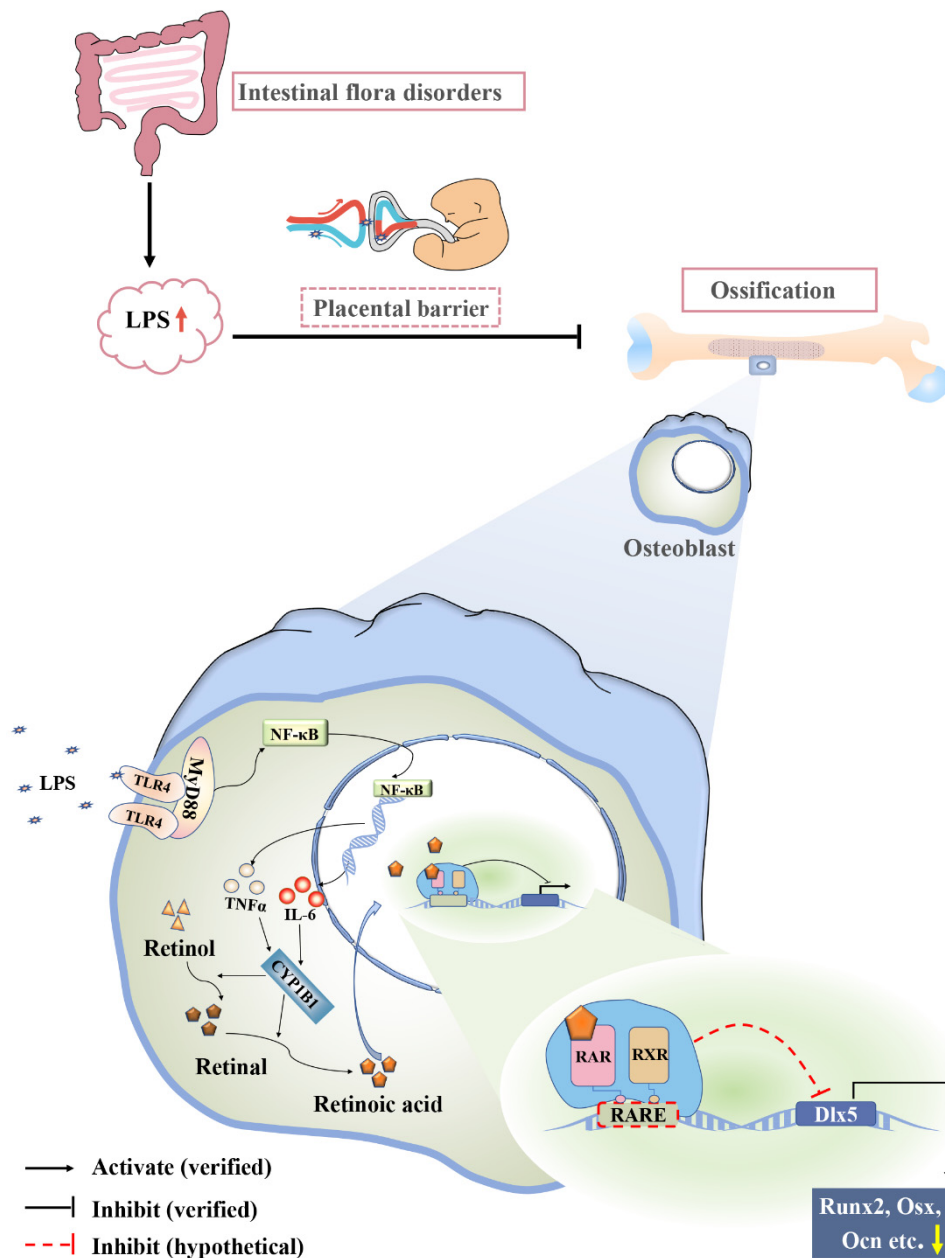 Intestinal flora disorders
Placental barrier
LPS
Ossification
Osteoblast
LPS
TLR4
TLR4
MyD88
NF-κB
NF-κB
TNFα
IL-6
Retinol
CYP1B1
Retinal
Retinoic acid
RAR
RXR
RARE
Dlx5
Activate (verified)
Inhibit (verified)
Inhibit (hypothetical)
Runx2, Osx,
Ocn etc.